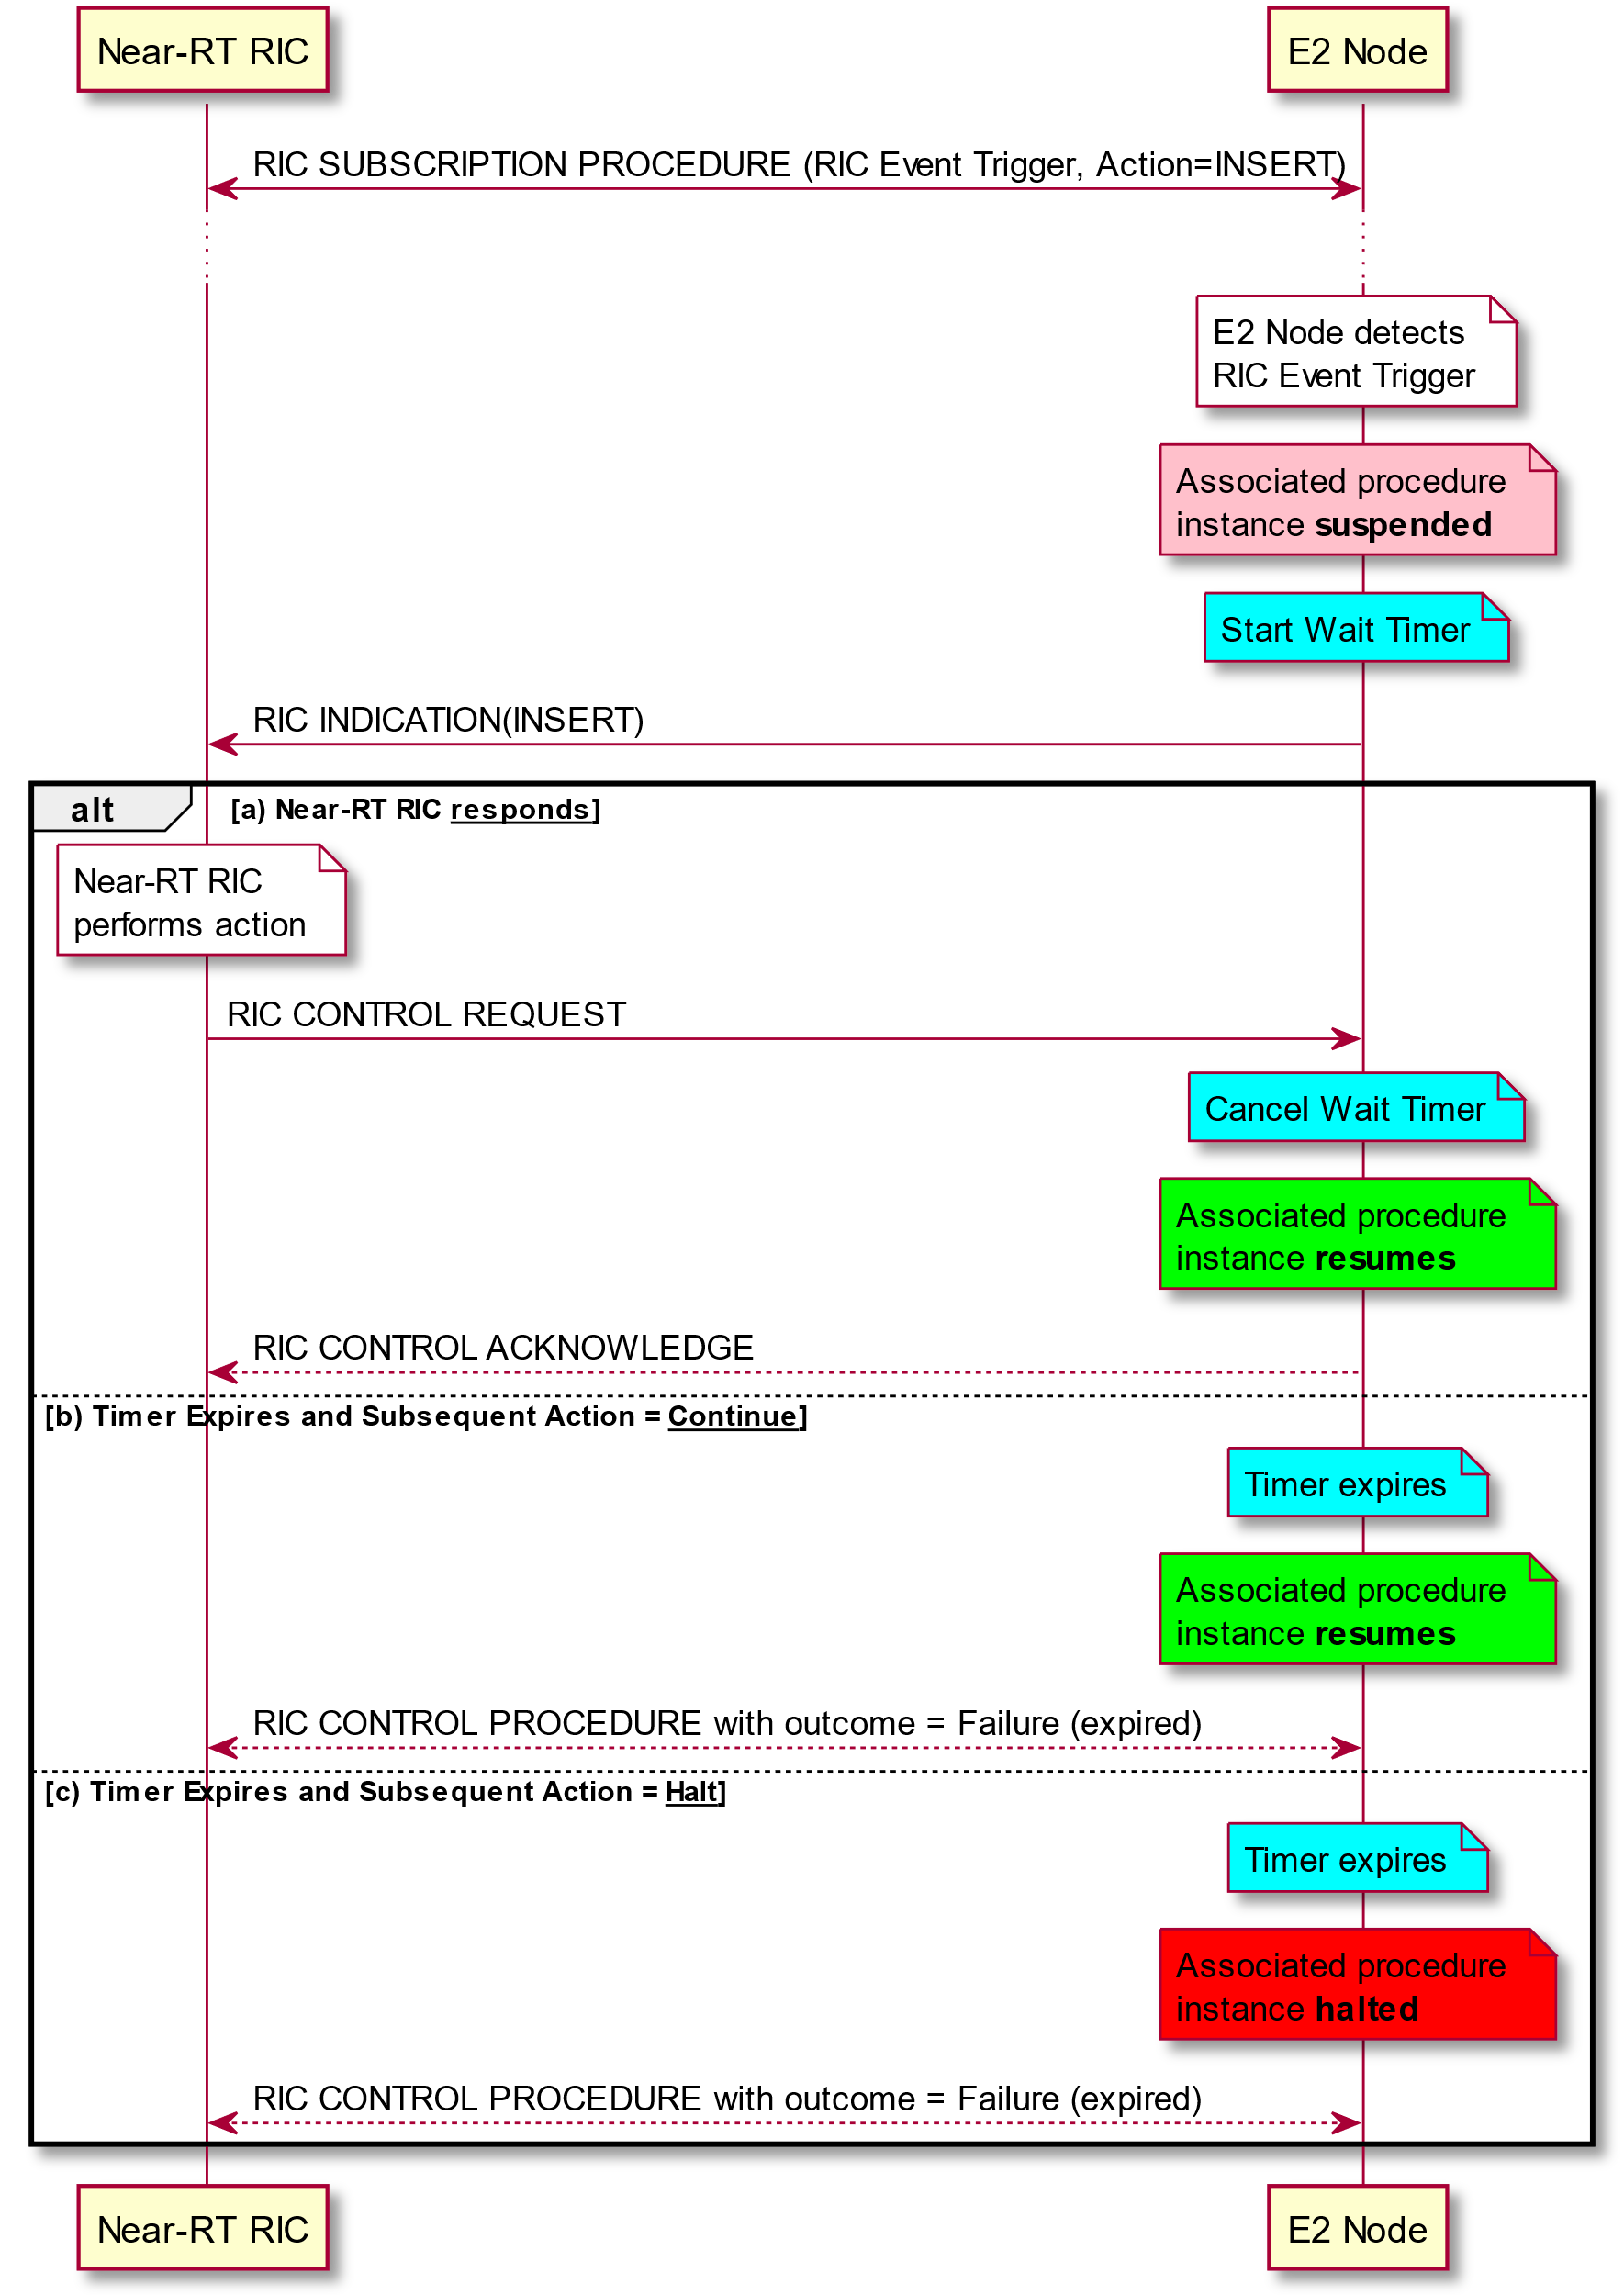 Near-RT RIC
E2 Node
RIC SUBSCRIPTION PROCEDURE (RIC Event Trigger, Action=INSERT)
E2 Node detects
RIC Event Trigger
Associated procedure
instance suspended
Start Wait Timer
RIC INDICATION(INSERT)
alt
[a) Near-RT RIC responds]
Near-RT RIC
performs action
RIC CONTROL REQUEST
Cancel Wait Timer
Associated procedure
instance resumes
RIC CONTROL ACKNOWLEDGE
[b) Timer Expires and Subsequent Action = Continue]
Timer expires
Associated procedure
instance resumes
RIC CONTROL PROCEDURE with outcome = Failure (expired)
[c) Timer Expires and Subsequent Action = Halt]
Timer expires
Associated procedure
instance halted
RIC CONTROL PROCEDURE with outcome = Failure (expired)
Near-RT RIC
E2 Node